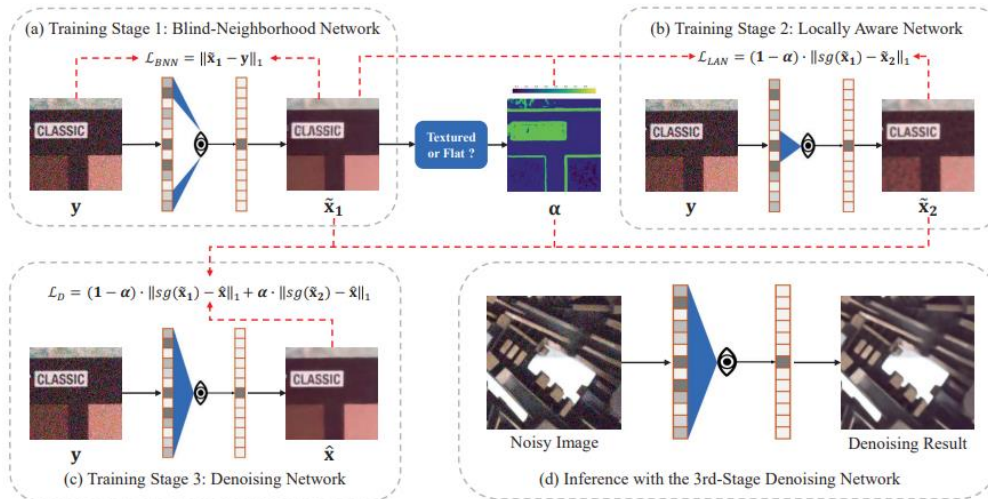 (a) Training Stage 1: Blind-Neighborhood Network
ℒ_BNN = ‖x̃₁ − y‖₁
CLASSIC
CLASSIC
y
x̃₁
Textured
or Flat ?
α
(b) Training Stage 2: Locally Aware Network
ℒ_LAN = (1 − α) · ‖sg(x̃₁) − x̃₂‖₁
CLASSIC
CLASSIC
y
x̃₂
ℒ_D = (1 − α) · ‖sg(x̃₁) − x̂‖₁ + α · ‖sg(x̃₂) − x̂‖₁
CLASSIC
CLASSIC
y
x̂
(c) Training Stage 3: Denoising Network
Noisy Image
Denoising Result
(d) Inference with the 3rd-Stage Denoising Network